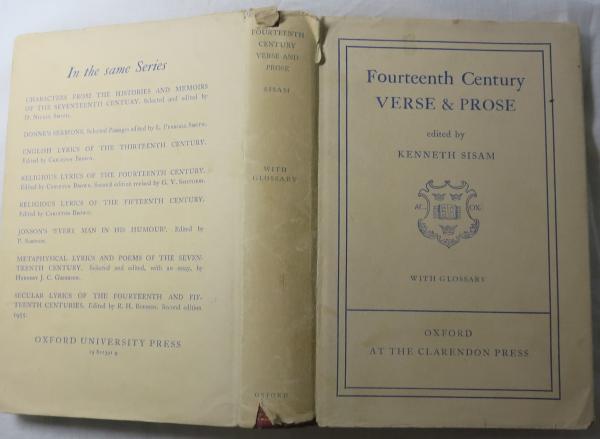 In the same Series
CHARACTERS FROM THE HISTORIES AND MEMOIRS
OF THE SEVENTEENTH CENTURY. Selected and edited by
D. NICHOL SMITH.
DONNE'S SERMONS. Selected Passages edited by L. PEARSALL SMITH.
ENGLISH LYRICS OF THE THIRTEENTH CENTURY.
Edited by CARLETON BROWN.
RELIGIOUS LYRICS OF THE FOURTEENTH CENTURY.
Edited by CARLETON BROWN. Second edition revised by G. V. SMITHERS.
RELIGIOUS LYRICS OF THE FIFTEENTH CENTURY.
Edited by CARLETON BROWN.
JONSON'S 'EVERY MAN IN HIS HUMOUR'. Edited by
P. SIMPSON.
METAPHYSICAL LYRICS AND POEMS OF THE SEVEN-
TEENTH CENTURY. Selected and edited, with an essay, by
HERBERT J. C. GRIERSON.
SECULAR LYRICS OF THE FOURTEENTH AND FIF-
TEENTH CENTURIES. Edited by R. H. ROBBINS. Second edition
1955.
OXFORD UNIVERSITY PRESS
FOURTEENTH
CENTURY
VERSE AND
PROSE
SISAM
WITH
GLOSSARY
OXFORD
Fourteenth Century
VERSE & PROSE
edited by
KENNETH SISAM
AC. OX.
WITH GLOSSARY
OXFORD
AT THE CLARENDON PRESS